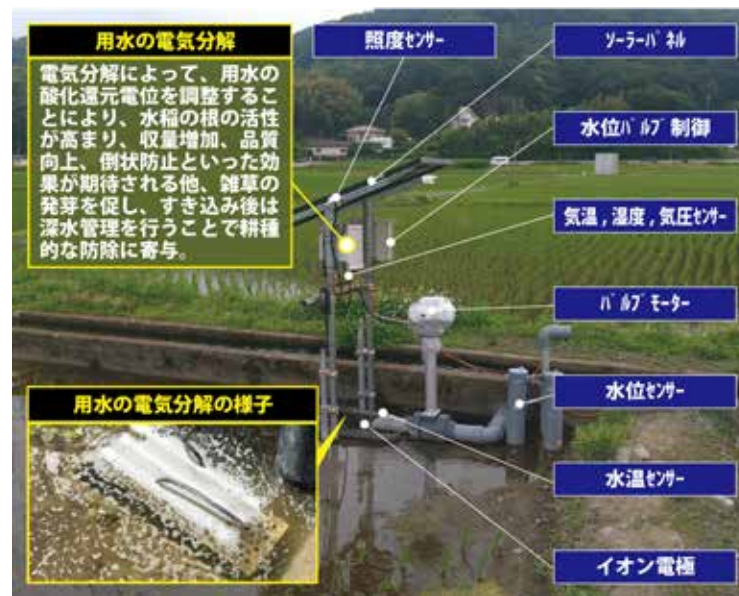 用水の電気分解
電気分解によって、用水の
酸化還元電位を調整するこ
とにより、水稲の根の活性
が高まり、収量増加、品質
向上、倒状防止といった効
果が期待される他、雑草の
発芽を促し、すき込み後は
深水管理を行うことで耕種
的な防除に寄与。
照度ｾﾝｻｰ
ｿｰﾗｰﾊﾟﾈﾙ
水位ﾊﾞﾙﾌﾞ制御
気温,湿度,気圧ｾﾝｻｰ
ﾊﾞﾙﾌﾞﾓｰﾀｰ
水位ｾﾝｻｰ
水温ｾﾝｻｰ
イオン電極
用水の電気分解の様子